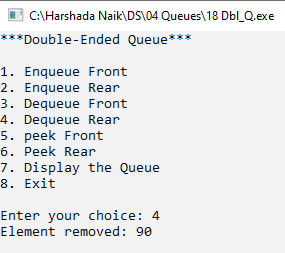 C:\Harshada Naik\DS\04 Queues\18 Dbl_Q.exe
***Double-Ended Queue***
1. Enqueue Front
2. Enqueue Rear
3. Dequeue Front
4. Dequeue Rear
5. peek Front
6. Peek Rear
7. Display the Queue
8. Exit
Enter your choice: 4
Element removed: 90